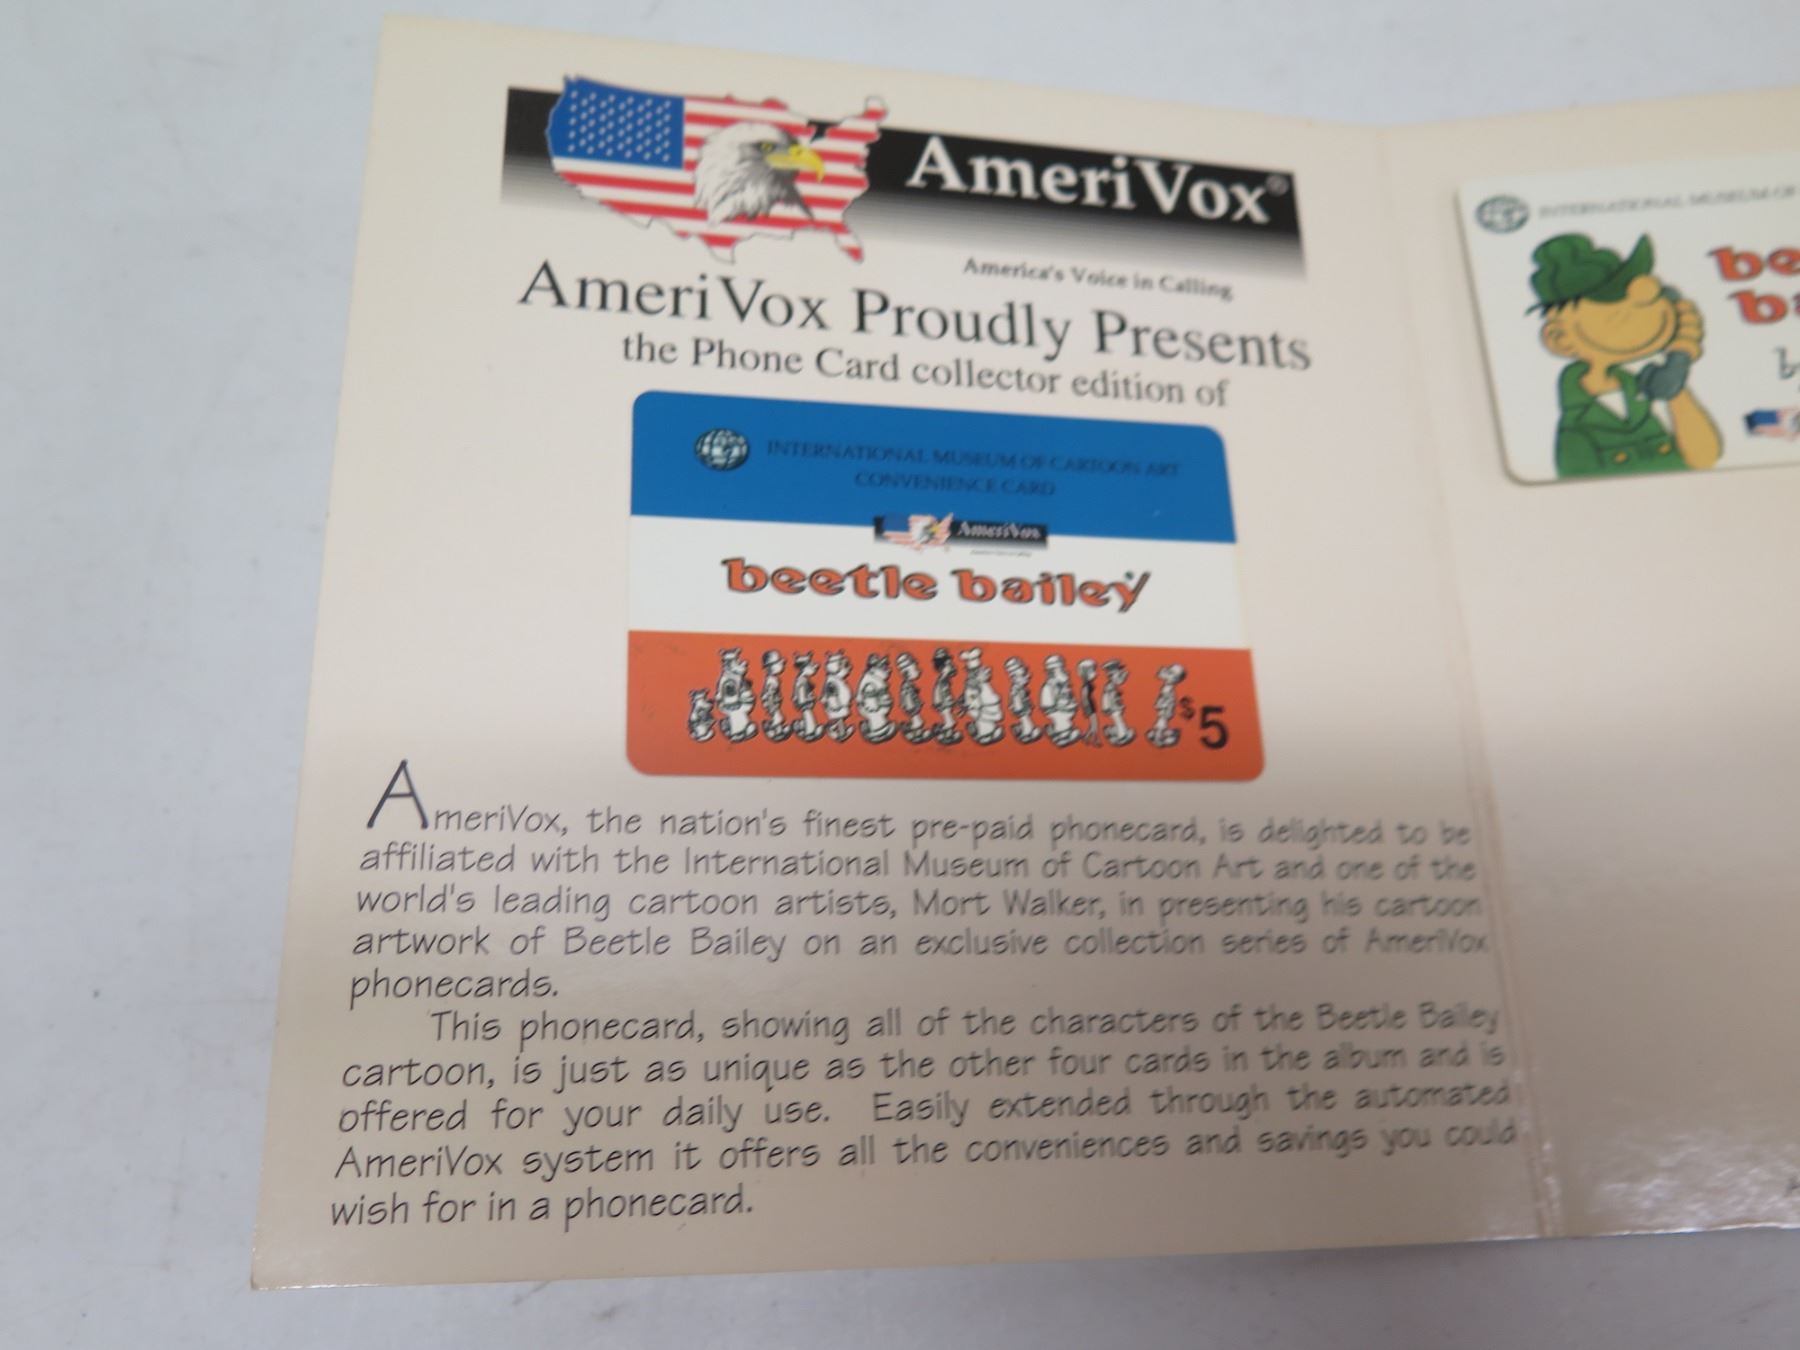 AmeriVox®
America's Voice in Calling
AmeriVox Proudly Presents
the Phone Card collector edition of
INTERNATIONAL MUSEUM OF CARTOON ART
CONVENIENCE CARD
AmeriVox
beetle bailey
$5
AmeriVox, the nation's finest pre-paid phonecard, is delighted to be
affiliated with the International Museum of Cartoon Art and one of the
world's leading cartoon artists, Mort Walker, in presenting his cartoon
artwork of Beetle Bailey on an exclusive collection series of AmeriVox
phonecards.
This phonecard, showing all of the characters of the Beetle Bailey
cartoon, is just as unique as the other four cards in the album and is
offered for your daily use. Easily extended through the automated
AmeriVox system it offers all the conveniences and savings you could
wish for in a phonecard.
INTERNATIONAL MUSEUM OF
be
ba